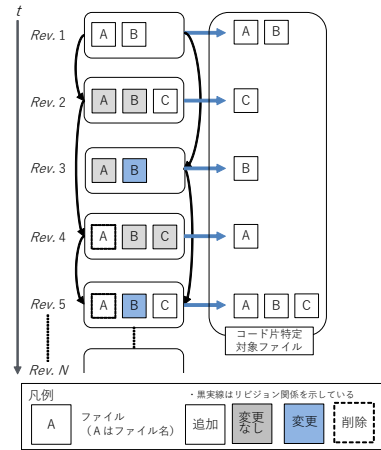 t
Rev. 1
A B
A B
Rev. 2
A B C
C
Rev. 3
A B
B
Rev. 4
A B C
A
Rev. 5
A B C
A B C
コード片特定
対象ファイル
Rev. N
凡例
・黒実線はリビジョン関係を示している
A
ファイル
（Aはファイル名）
追加
変更
なし
変更
削除